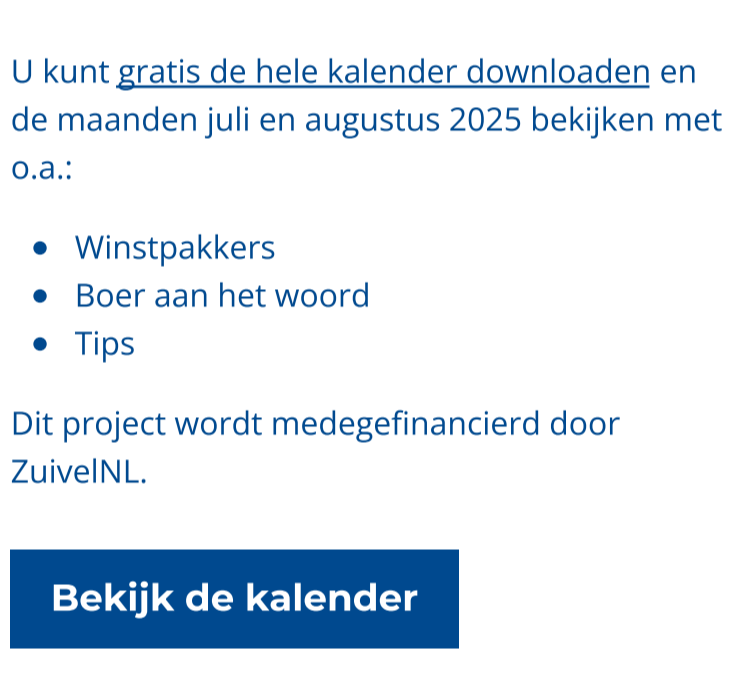 U kunt gratis de hele kalender downloaden en
de maanden juli en augustus 2025 bekijken met
o.a.:
• Winstpakkers
• Boer aan het woord
• Tips
Dit project wordt medegefinancierd door
ZuivelNL.
Bekijk de kalender